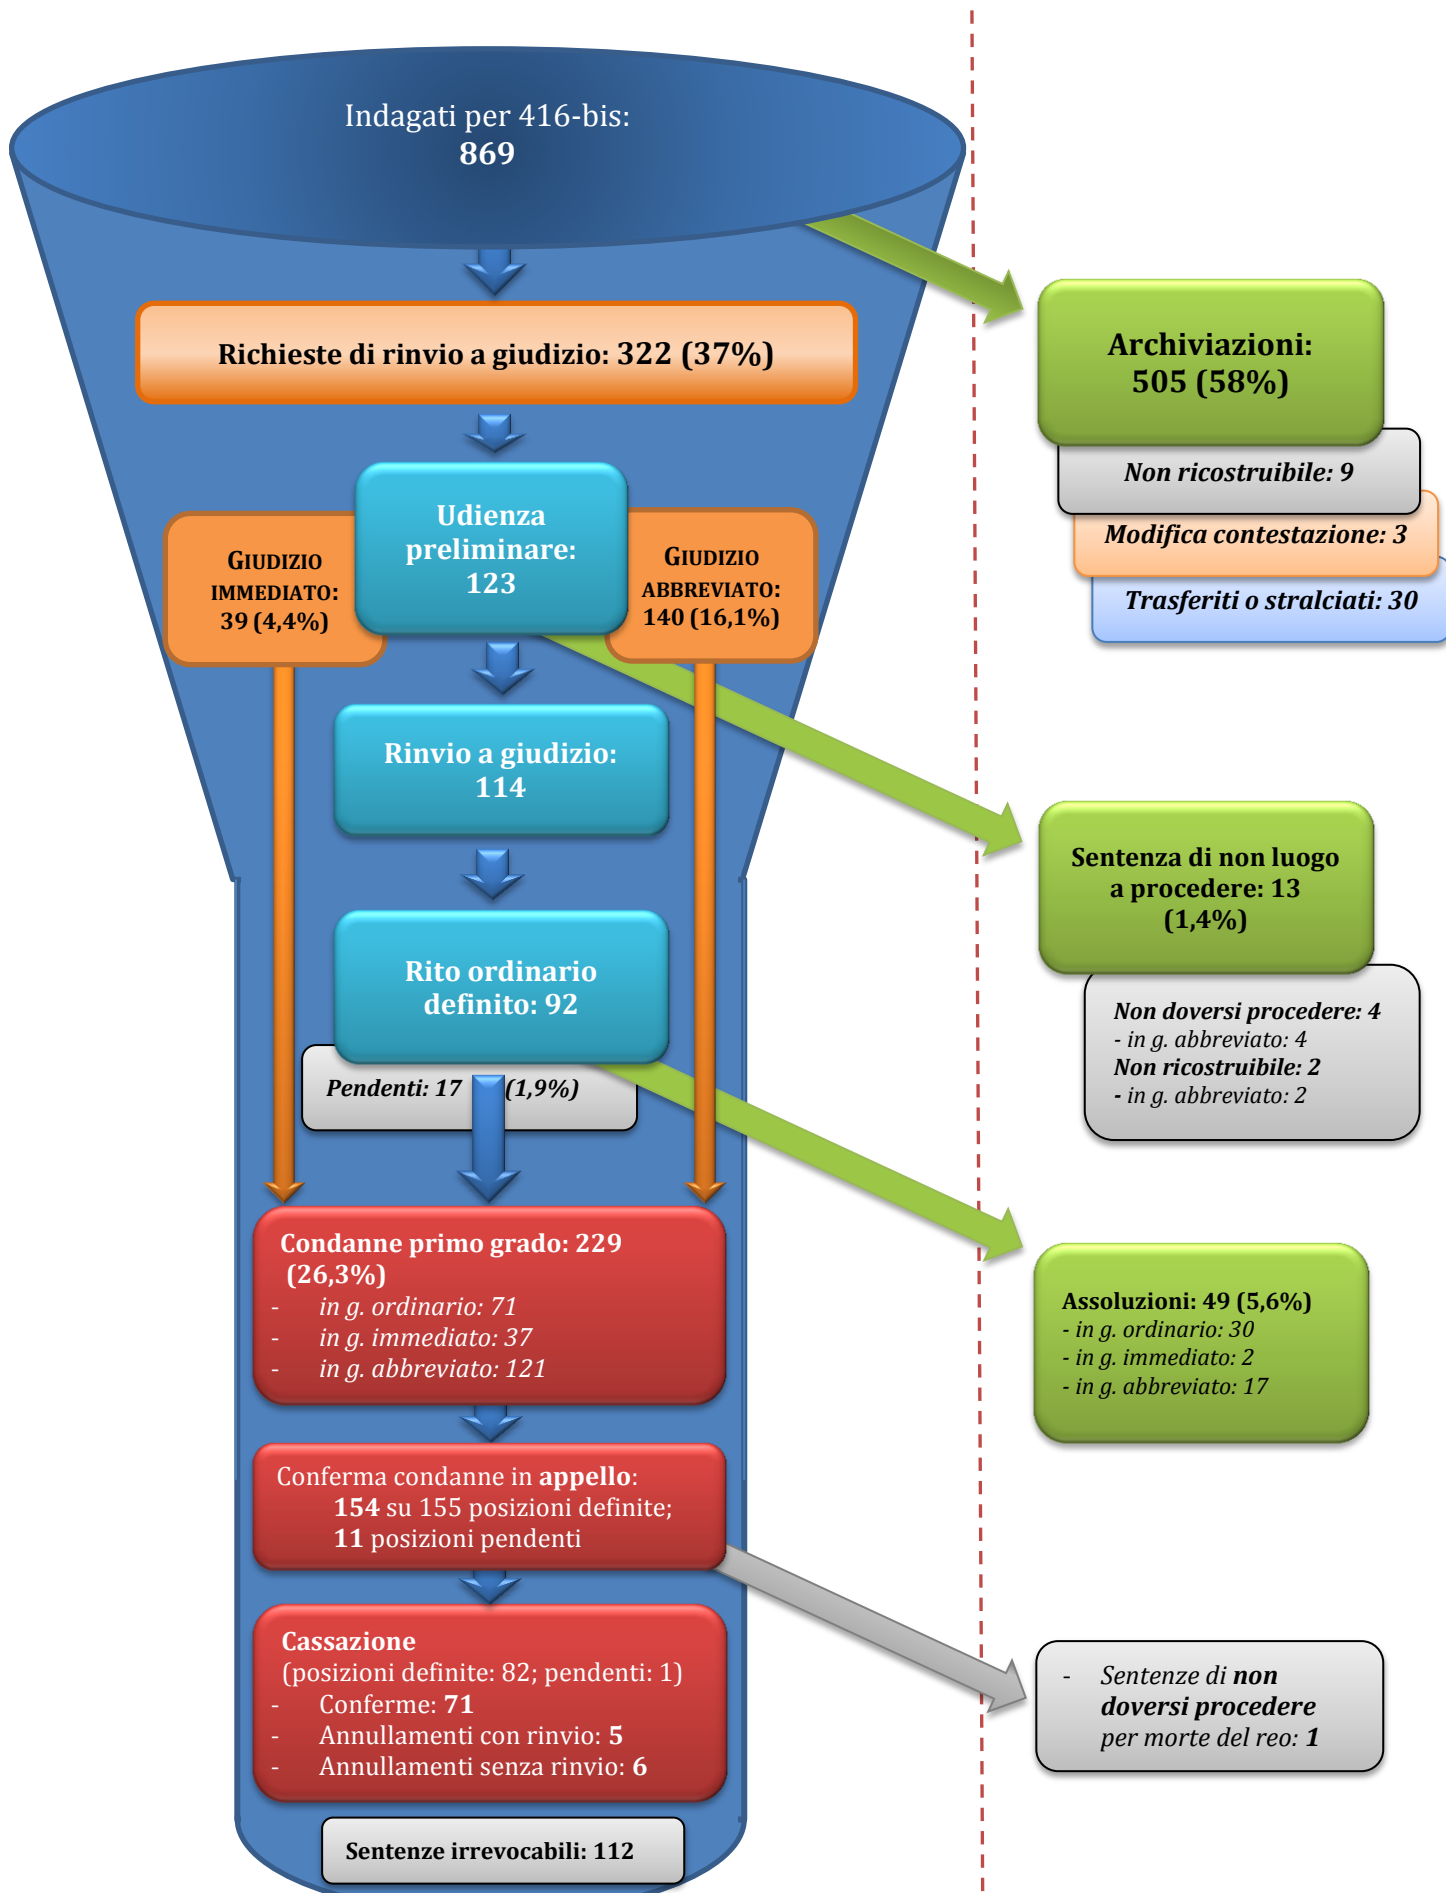 Indagati per 416-bis:
869
Richieste di rinvio a giudizio: 322 (37%)
Archiviazioni:
505 (58%)
Non ricostruibile: 9
Modifica contestazione: 3
Trasferiti o stralciati: 30
Udienza
preliminare:
123
GIUDIZIO
IMMEDIATO:
39 (4,4%)
GIUDIZIO
ABBREVIATO:
140 (16,1%)
Rinvio a giudizio:
114
Sentenza di non luogo
a procedere: 13
(1,4%)
Rito ordinario
definito: 92
Non doversi procedere: 4
- in g. abbreviato: 4
Non ricostruibile: 2
- in g. abbreviato: 2
Pendenti: 17 (1,9%)
Condanne primo grado: 229
(26,3%)
- in g. ordinario: 71
- in g. immediato: 37
- in g. abbreviato: 121
Assoluzioni: 49 (5,6%)
- in g. ordinario: 30
- in g. immediato: 2
- in g. abbreviato: 17
Conferma condanne in appello:
154 su 155 posizioni definite;
11 posizioni pendenti
Cassazione
(posizioni definite: 82; pendenti: 1)
- Conferme: 71
- Annullamenti con rinvio: 5
- Annullamenti senza rinvio: 6
- Sentenze di non
doversi procedere
per morte del reo: 1
Sentenze irrevocabili: 112